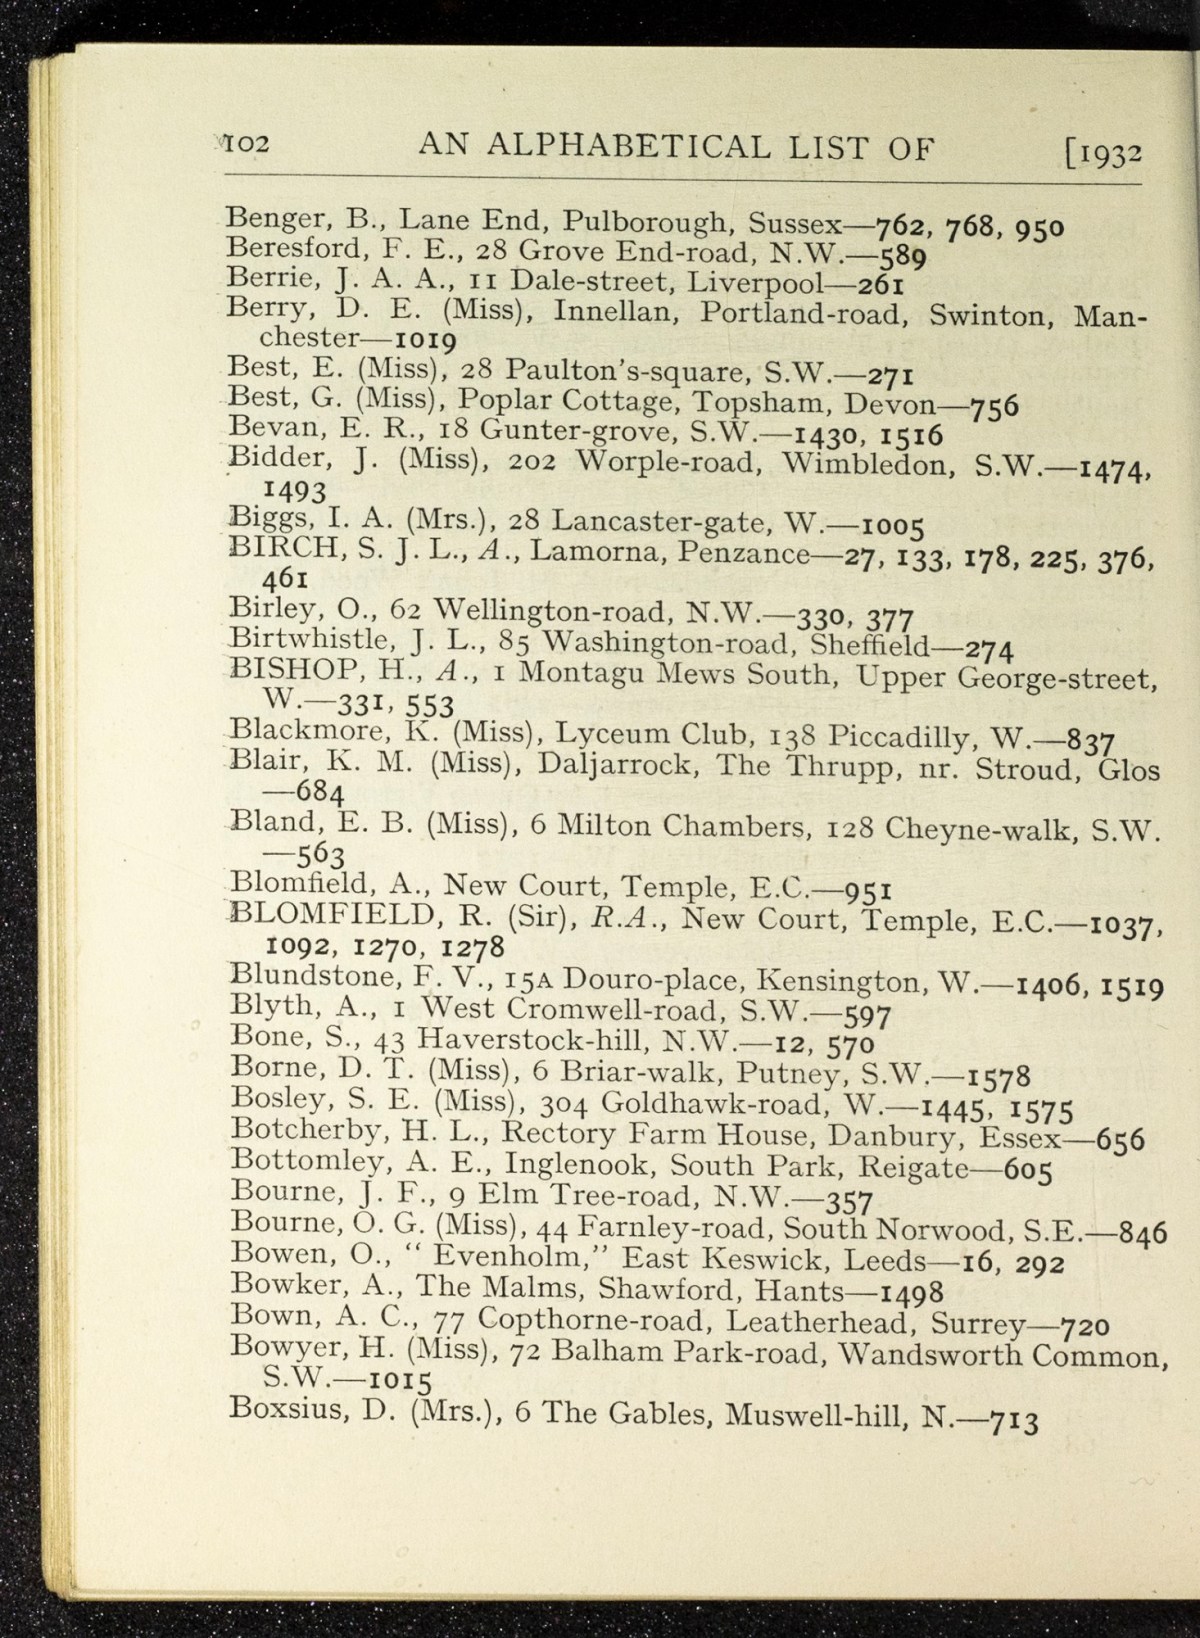 102 AN ALPHABETICAL LIST OF [1932
Benger, B., Lane End, Pulborough, Sussex—762, 768, 950
Beresford, F. E., 28 Grove End-road, N.W.—589
Berrie, J. A. A., 11 Dale-street, Liverpool—261
Berry, D. E. (Miss), Innellan, Portland-road, Swinton, Man-
chester—1019
Best, E. (Miss), 28 Paulton's-square, S.W.—271
Best, G. (Miss), Poplar Cottage, Topsham, Devon—756
Bevan, E. R., 18 Gunter-grove, S.W.—1430, 1516
Bidder, J. (Miss), 202 Worple-road, Wimbledon, S.W.—1474,
1493
Biggs, I. A. (Mrs.), 28 Lancaster-gate, W.—1005
BIRCH, S. J. L., A., Lamorna, Penzance—27, 133, 178, 225, 376,
461
Birley, O., 62 Wellington-road, N.W.—330, 377
Birtwhistle, J. L., 85 Washington-road, Sheffield—274
BISHOP, H., A., 1 Montagu Mews South, Upper George-street,
W.—331, 553
Blackmore, K. (Miss), Lyceum Club, 138 Piccadilly, W.—837
Blair, K. M. (Miss), Daljarrock, The Thrupp, nr. Stroud, Glos
—684
Bland, E. B. (Miss), 6 Milton Chambers, 128 Cheyne-walk, S.W.
—563
Blomfield, A., New Court, Temple, E.C.—951
BLOMFIELD, R. (Sir), R.A., New Court, Temple, E.C.—1037,
1092, 1270, 1278
Blundstone, F. V., 15A Douro-place, Kensington, W.—1406, 1519
Blyth, A., 1 West Cromwell-road, S.W.—597
Bone, S., 43 Haverstock-hill, N.W.—12, 570
Borne, D. T. (Miss), 6 Briar-walk, Putney, S.W.—1578
Bosley, S. E. (Miss), 304 Goldhawk-road, W.—1445, 1575
Botcherby, H. L., Rectory Farm House, Danbury, Essex—656
Bottomley, A. E., Inglenook, South Park, Reigate—605
Bourne, J. F., 9 Elm Tree-road, N.W.—357
Bourne, O. G. (Miss), 44 Farnley-road, South Norwood, S.E.—846
Bowen, O., “ Evenholm,” East Keswick, Leeds—16, 292
Bowker, A., The Malms, Shawford, Hants—1498
Bown, A. C., 77 Copthorne-road, Leatherhead, Surrey—720
Bowyer, H. (Miss), 72 Balham Park-road, Wandsworth Common,
S.W.—1015
Boxsius, D. (Mrs.), 6 The Gables, Muswell-hill, N.—713